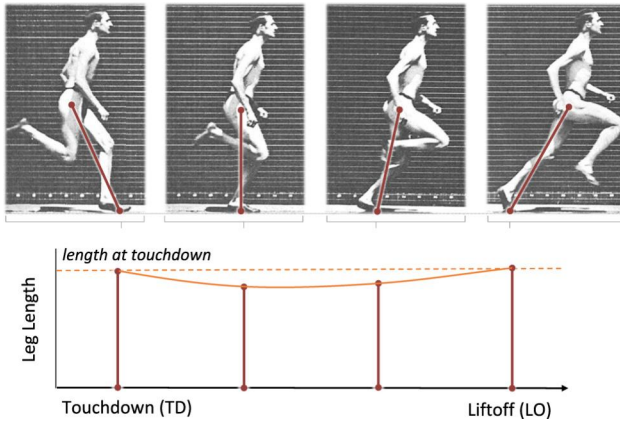 length at touchdown
Leg Length
Touchdown (TD)
Liftoff (LO)